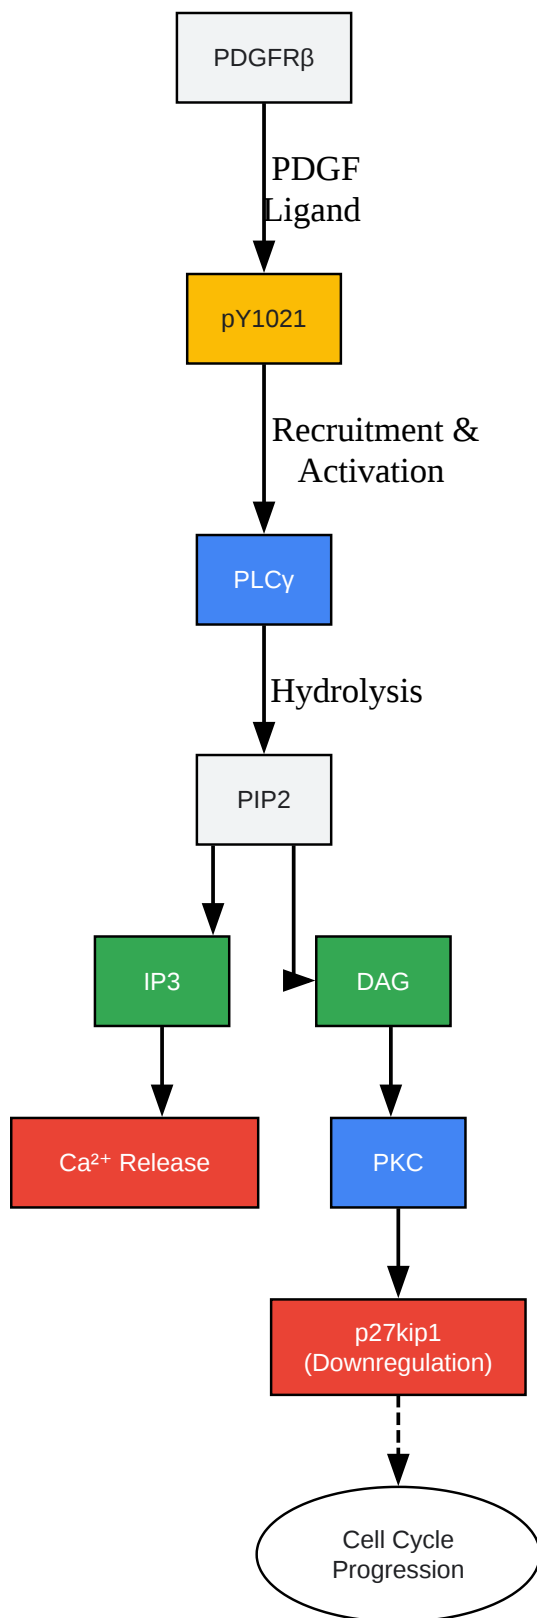 PDGFRβ
PDGF
Ligand
pY1021
Recruitment &
Activation
PLCγ
Hydrolysis
PIP2
IP3
DAG
Ca²⁺ Release
PKC
p27kip1
(Downregulation)
Cell Cycle
Progression